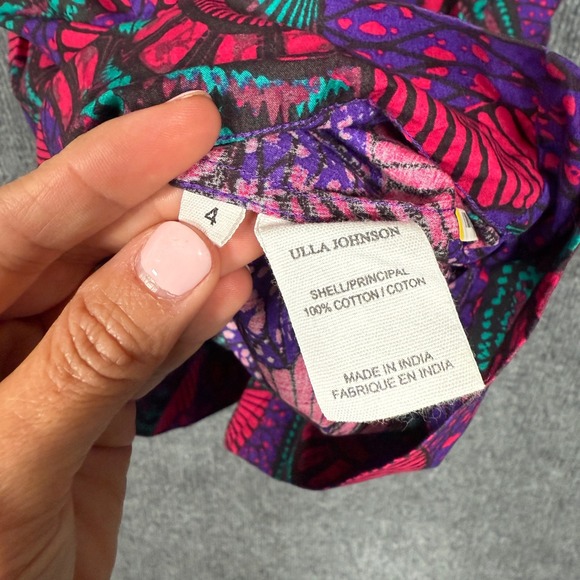 4
ULLA JOHNSON
SHELL/PRINCIPAL
100% COTTON / COTON
MADE IN INDIA
FABRIQUE EN INDIA